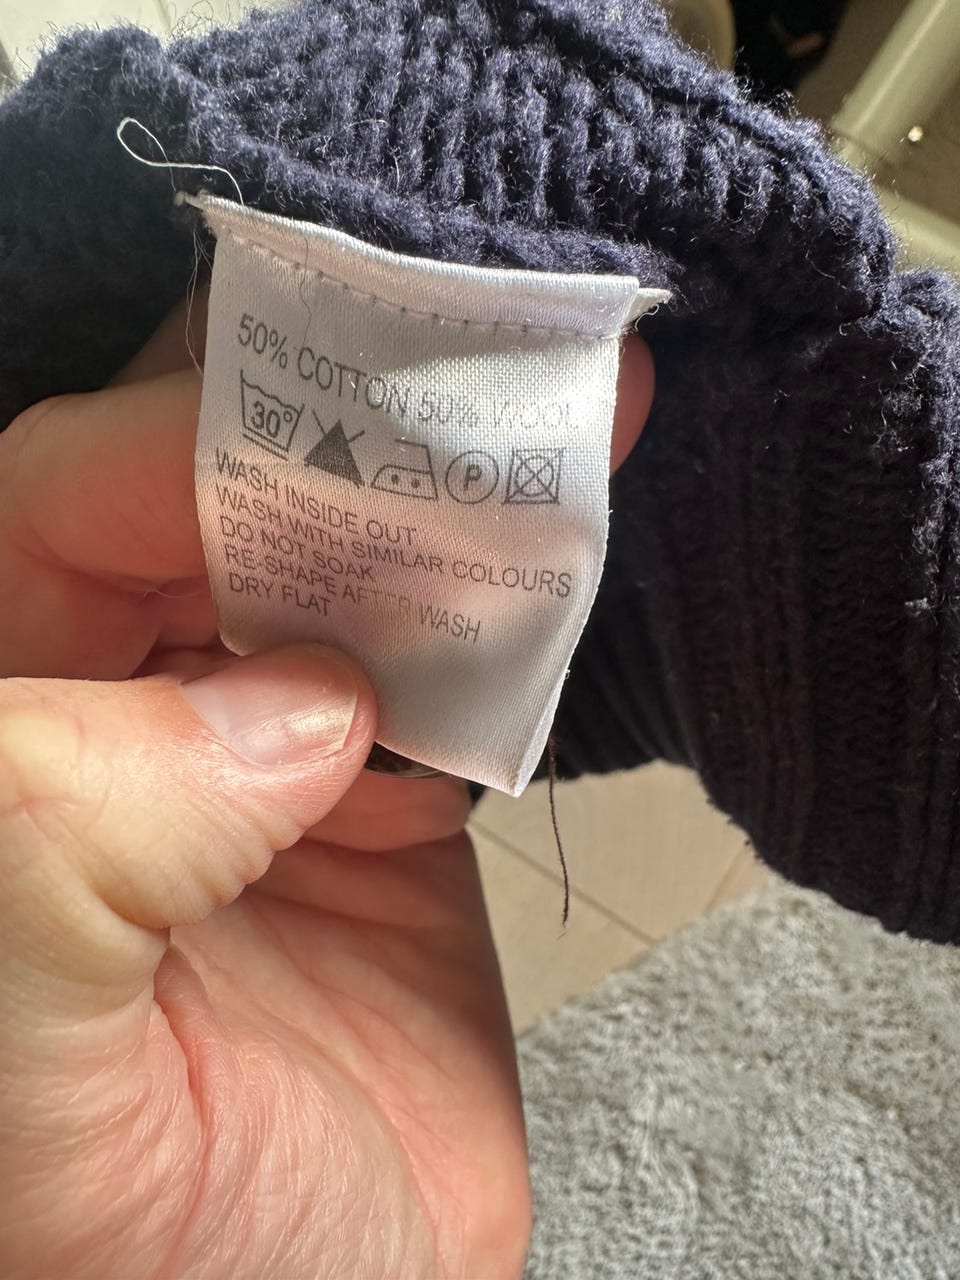 50% COTTON 50% WOOL
30° P
WASH INSIDE OUT
WASH WITH SIMILAR COLOURS
DO NOT SOAK
RE-SHAPE AFTER WASH
DRY FLAT